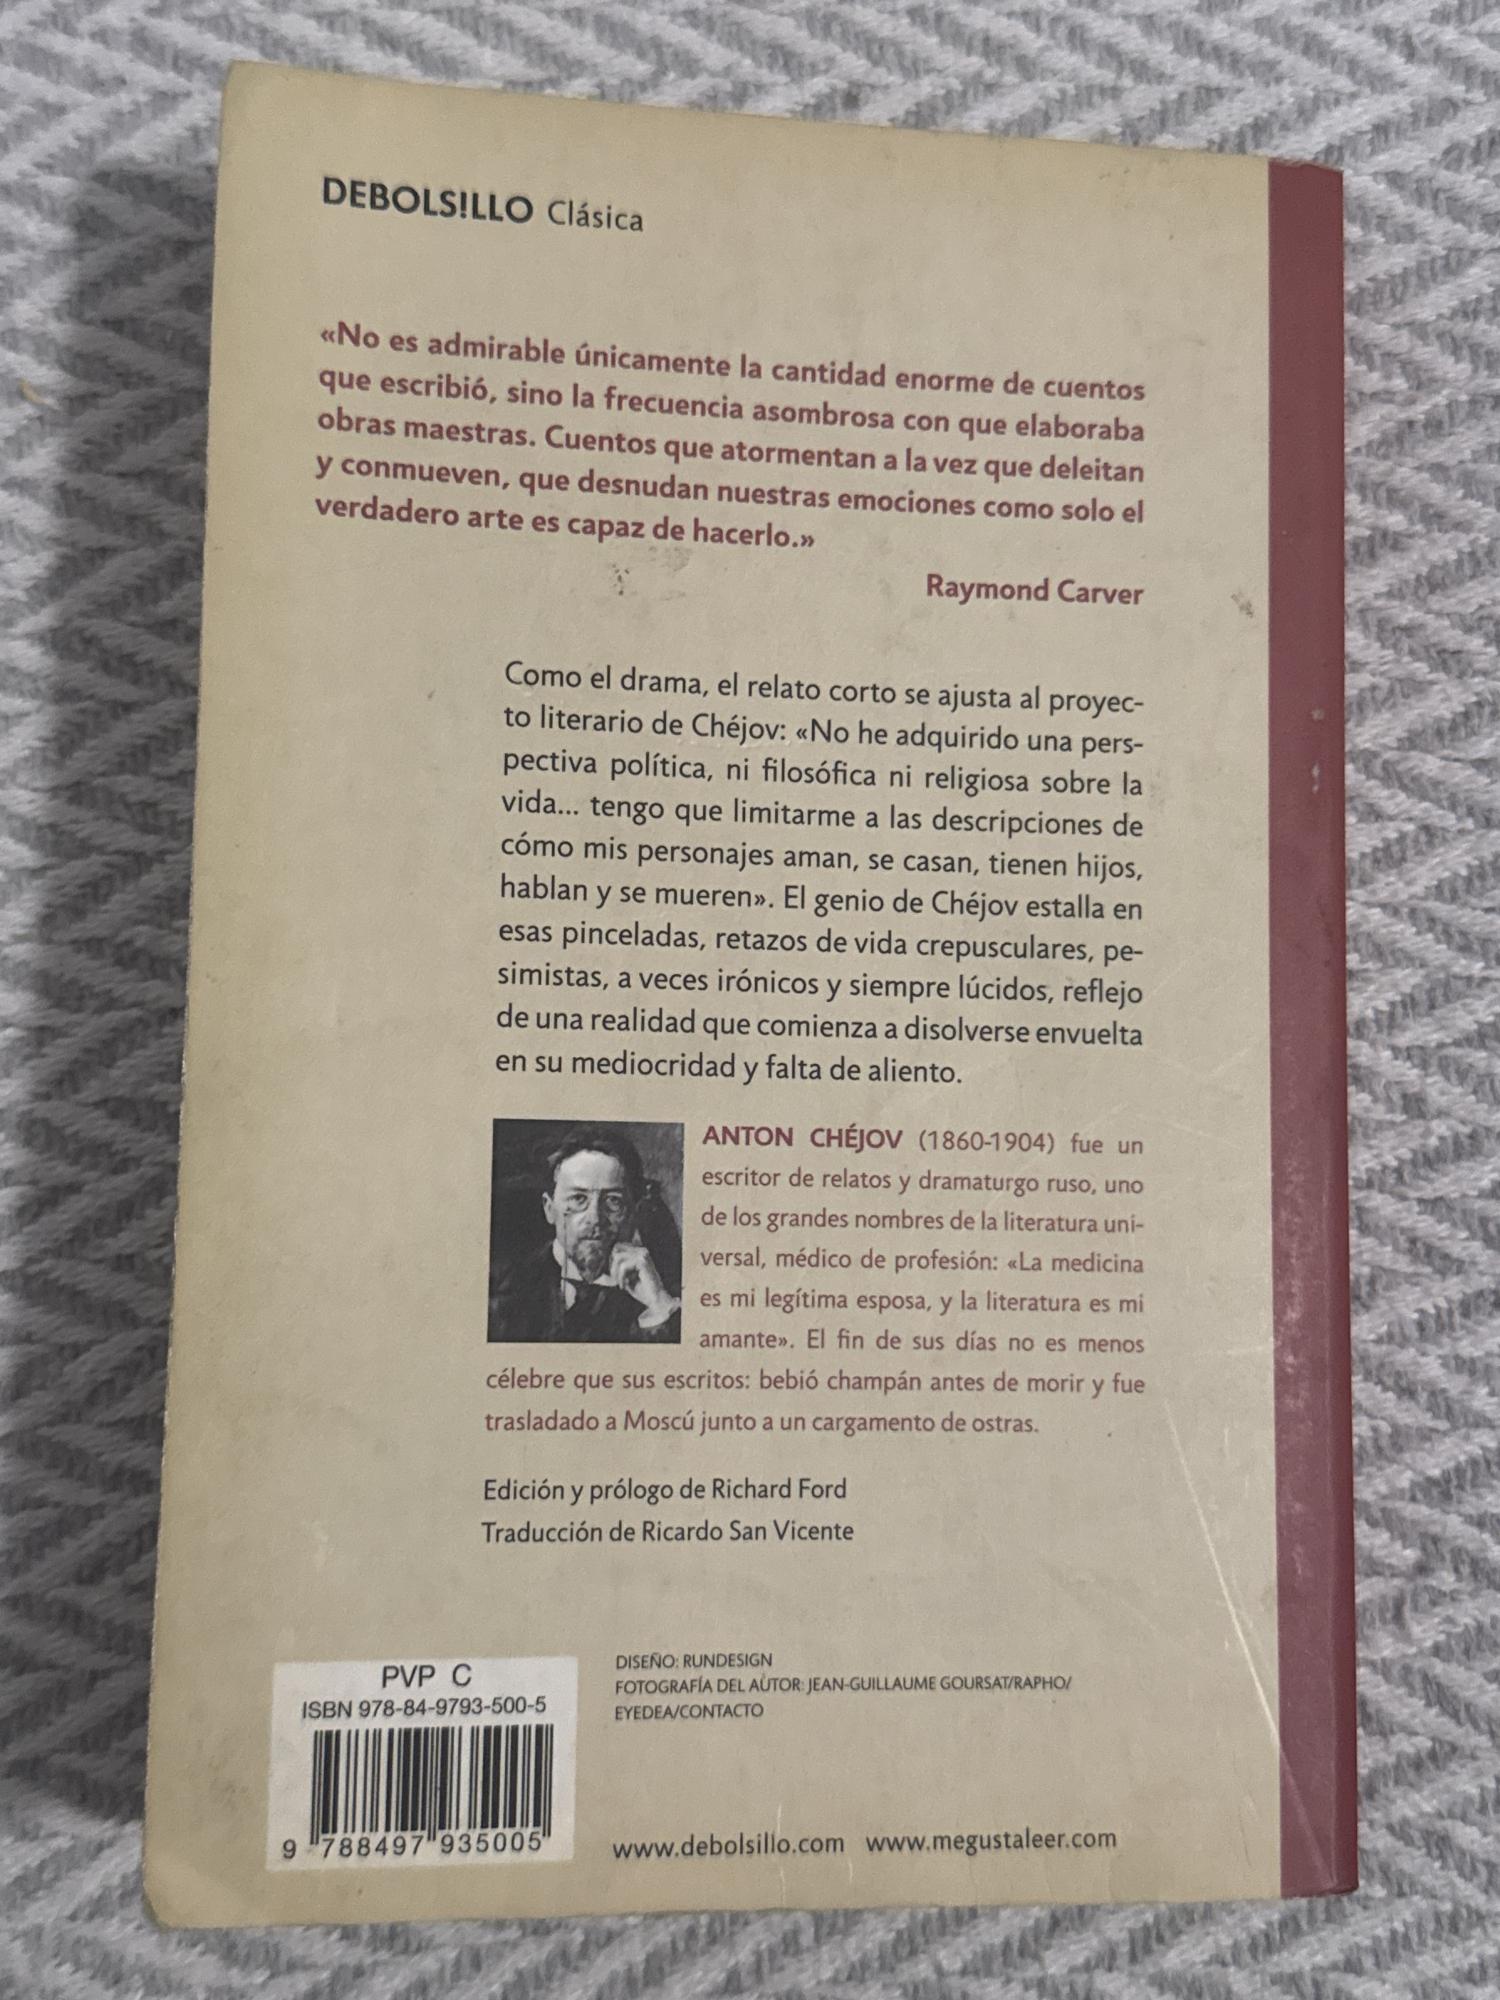 DEBOLS!LLO Clásica
«No es admirable únicamente la cantidad enorme de cuentos
que escribió, sino la frecuencia asombrosa con que elaboraba
obras maestras. Cuentos que atormentan a la vez que deleitan
y conmueven, que desnudan nuestras emociones como solo el
verdadero arte es capaz de hacerlo.»
Raymond Carver
Como el drama, el relato corto se ajusta al proyec-
to literario de Chéjov: «No he adquirido una pers-
pectiva política, ni filosófica ni religiosa sobre la
vida... tengo que limitarme a las descripciones de
cómo mis personajes aman, se casan, tienen hijos,
hablan y se mueren». El genio de Chéjov estalla en
esas pinceladas, retazos de vida crepusculares, pe-
simistas, a veces irónicos y siempre lúcidos, reflejo
de una realidad que comienza a disolverse envuelta
en su mediocridad y falta de aliento.
ANTON CHÉJOV (1860-1904) fue un
escritor de relatos y dramaturgo ruso, uno
de los grandes nombres de la literatura uni-
versal, médico de profesión: «La medicina
es mi legítima esposa, y la literatura es mi
amante». El fin de sus días no es menos
célebre que sus escritos: bebió champán antes de morir y fue
trasladado a Moscú junto a un cargamento de ostras.
Edición y prólogo de Richard Ford
Traducción de Ricardo San Vicente
PVP C
ISBN 978-84-9793-500-5
9 788497 935005
DISEÑO: RUNDESIGN
FOTOGRAFÍA DEL AUTOR: JEAN-GUILLAUME GOURSAT/RAPHO/
EYEDEA/CONTACTO
www.debolsillo.com www.megustaleer.com